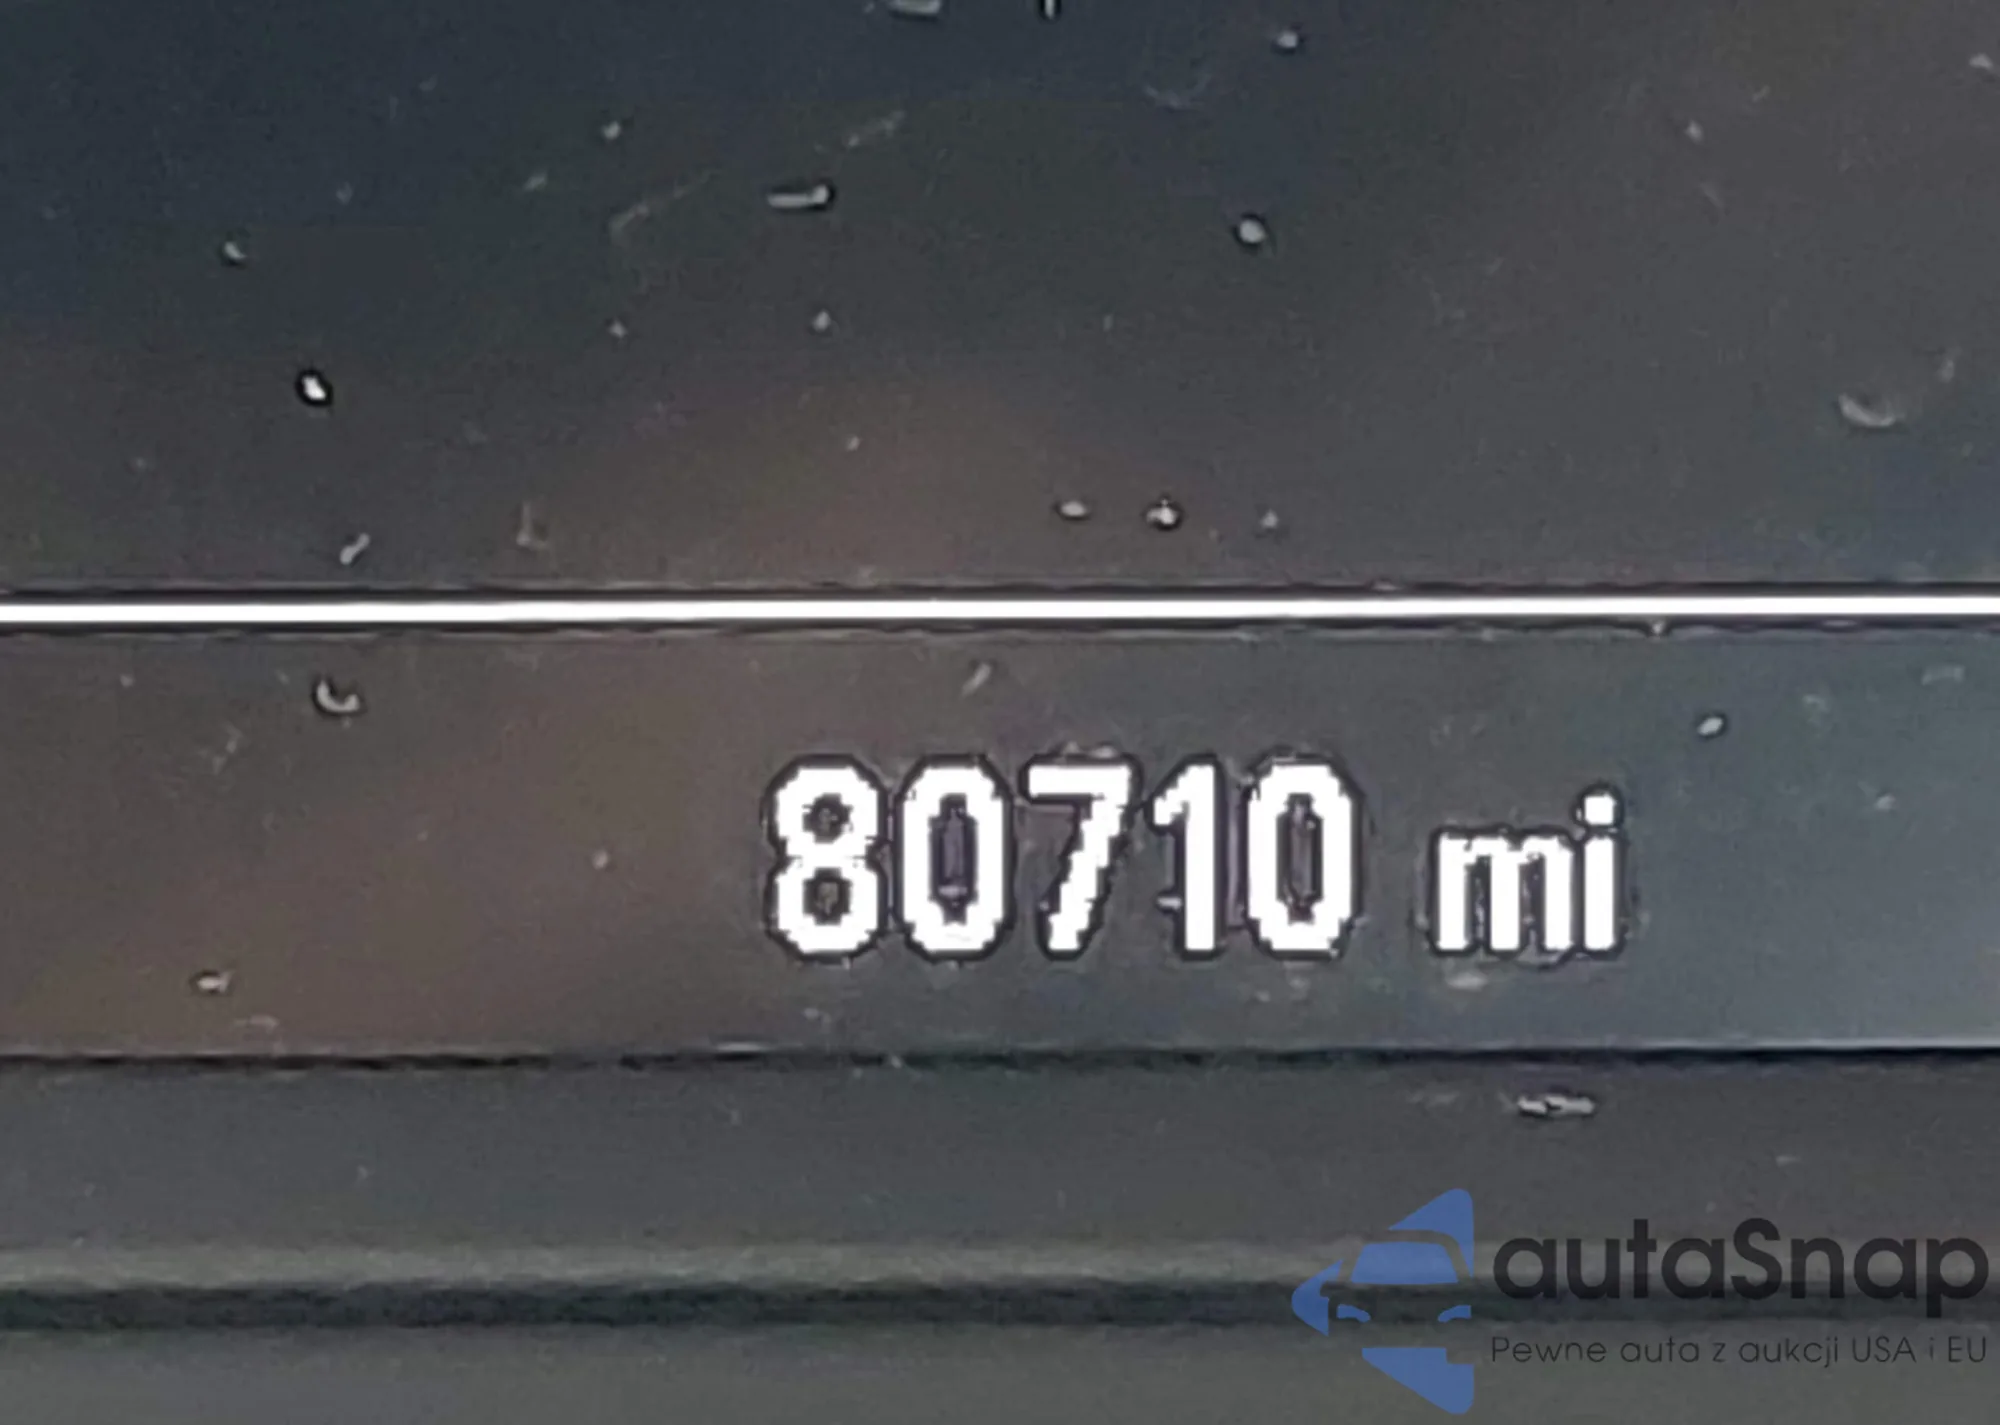 80710 mi
autaSnap
Pewne auta z aukcji USA i EU